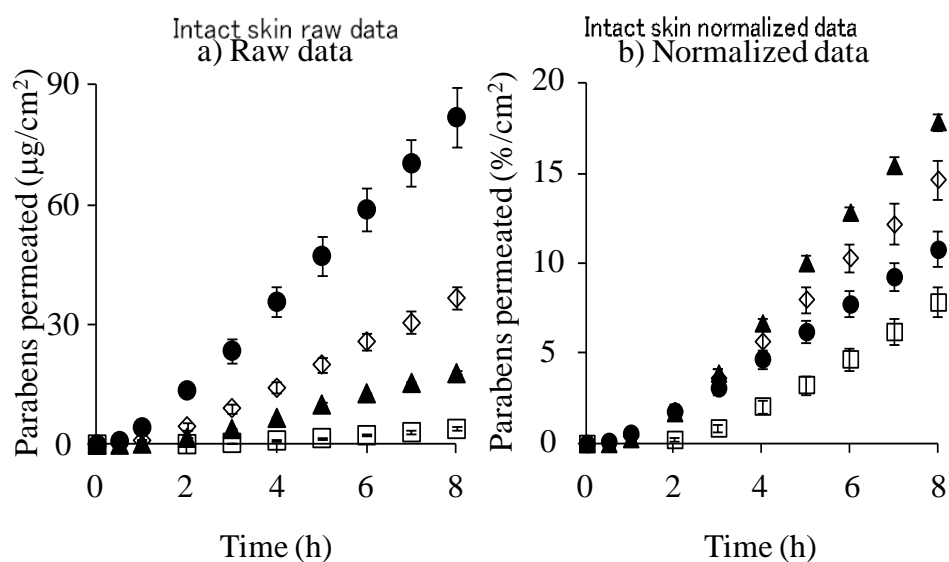 Intact skin raw data
a) Raw data
Parabens permeated (μg/cm²)
90
60
30
0
0 2 4 6 8
Time (h)
Intact skin normalized data
b) Normalized data
Parabens permeated (%/cm²)
20
15
10
5
0
0 2 4 6 8
Time (h)